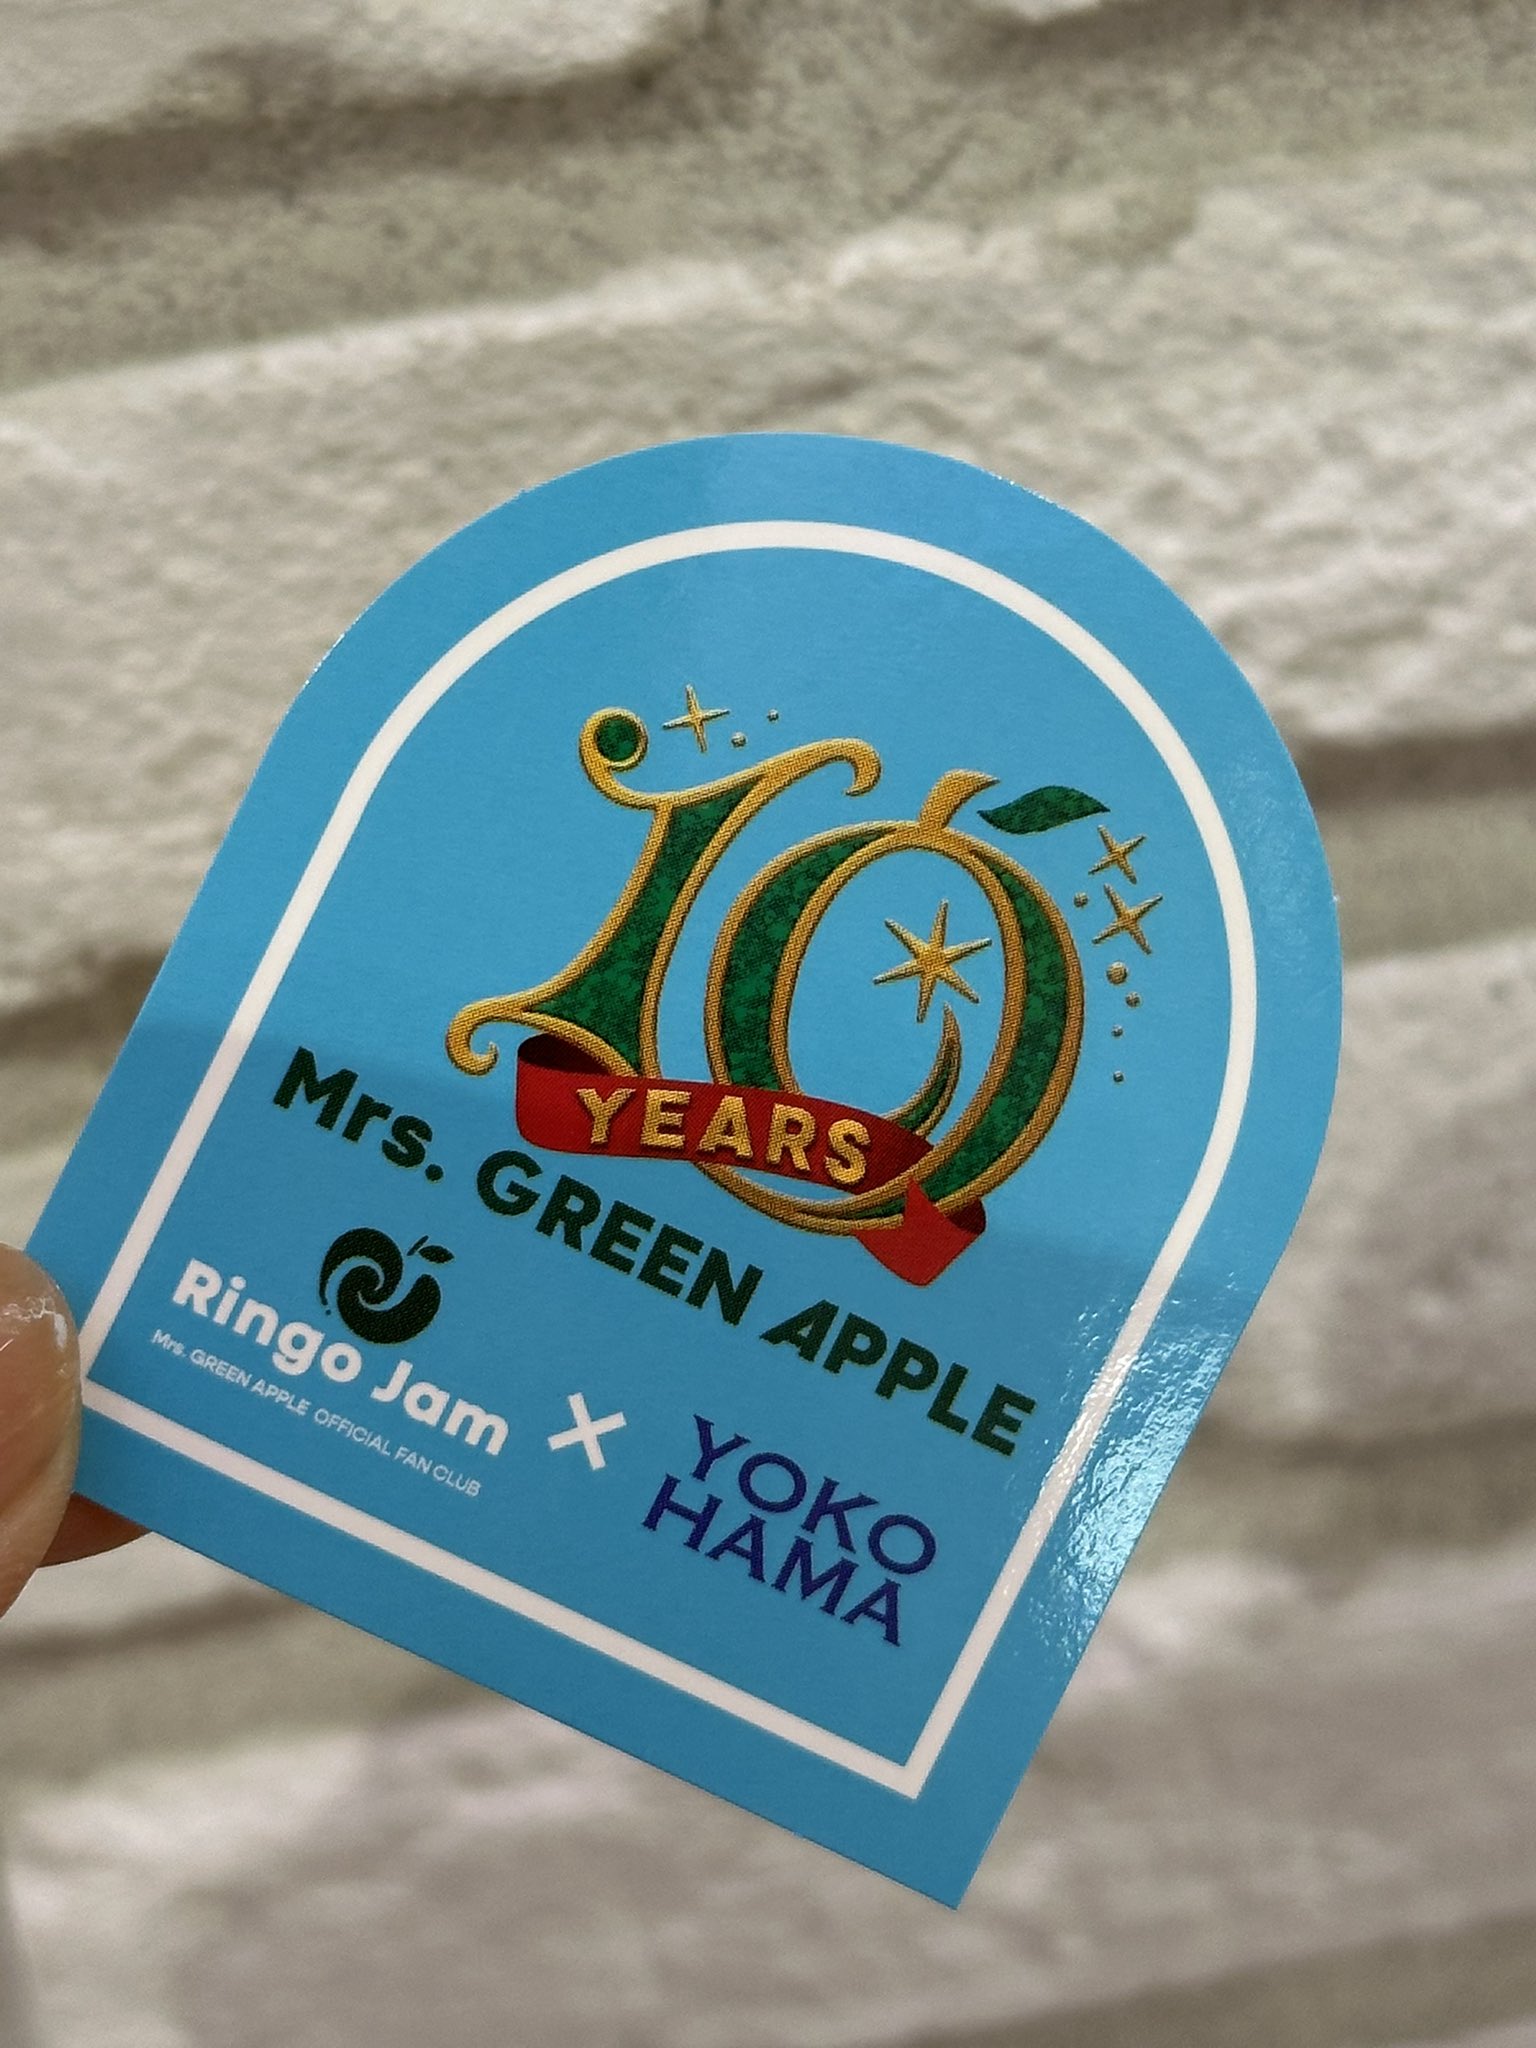 10
YEARS
Mrs. GREEN APPLE
Ringo Jam
Mrs. GREEN APPLE OFFICIAL FAN CLUB
×
YOKO
HAMA